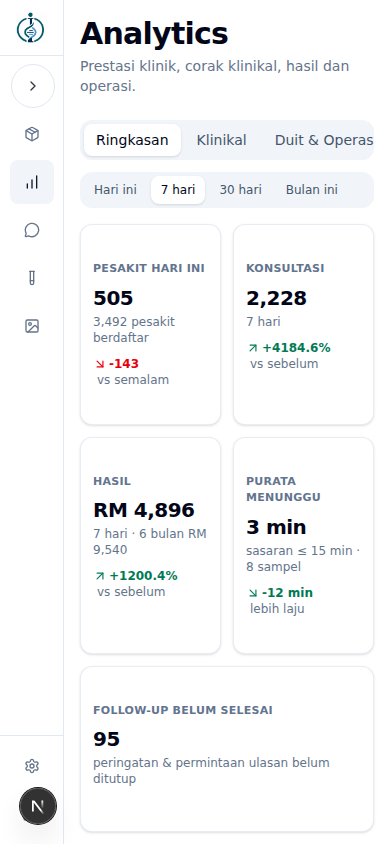 Analytics
Prestasi klinik, corak klinikal, hasil dan
operasi.
Ringkasan
Klinikal
Duit & Operas
Hari ini
7 hari
30 hari
Bulan ini
PESAKIT HARI INI
505
3,492 pesakit
berdaftar
-143
vs semalam
KONSULTASI
2,228
7 hari
+4184.6%
vs sebelum
HASIL
RM 4,896
7 hari · 6 bulan RM
9,540
+1200.4%
vs sebelum
PURATA
MENUNGGU
3 min
sasaran ≤ 15 min ·
8 sampel
-12 min
lebih laju
FOLLOW-UP BELUM SELESAI
95
peringatan & permintaan ulasan belum
ditutup
N